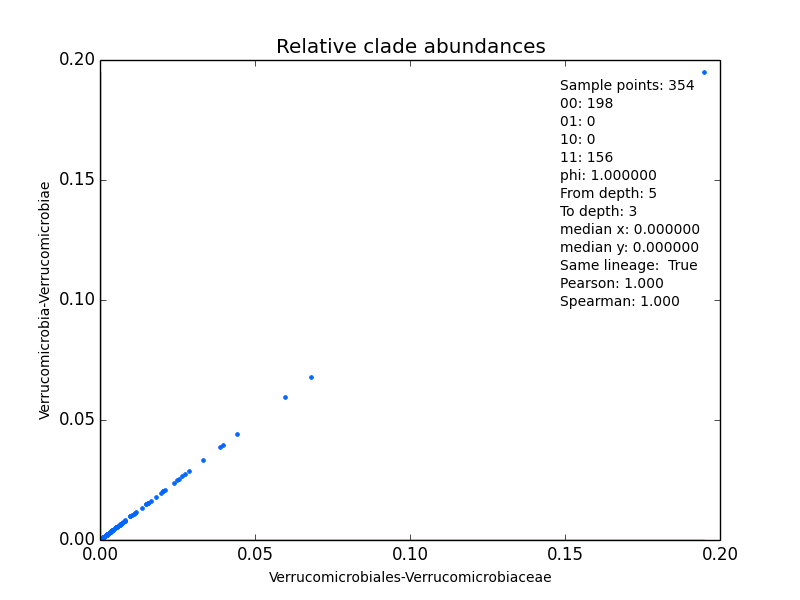 Relative clade abundances
0.20
0.15
0.10
0.05
0.00
Verrucomicrobia-Verrucomicrobiae
Sample points: 354
00: 198
01: 0
10: 0
11: 156
phi: 1.000000
From depth: 5
To depth: 3
median x: 0.000000
median y: 0.000000
Same lineage:  True
Pearson: 1.000
Spearman: 1.000
0.00 0.05 0.10 0.15 0.20
Verrucomicrobiales-Verrucomicrobiaceae